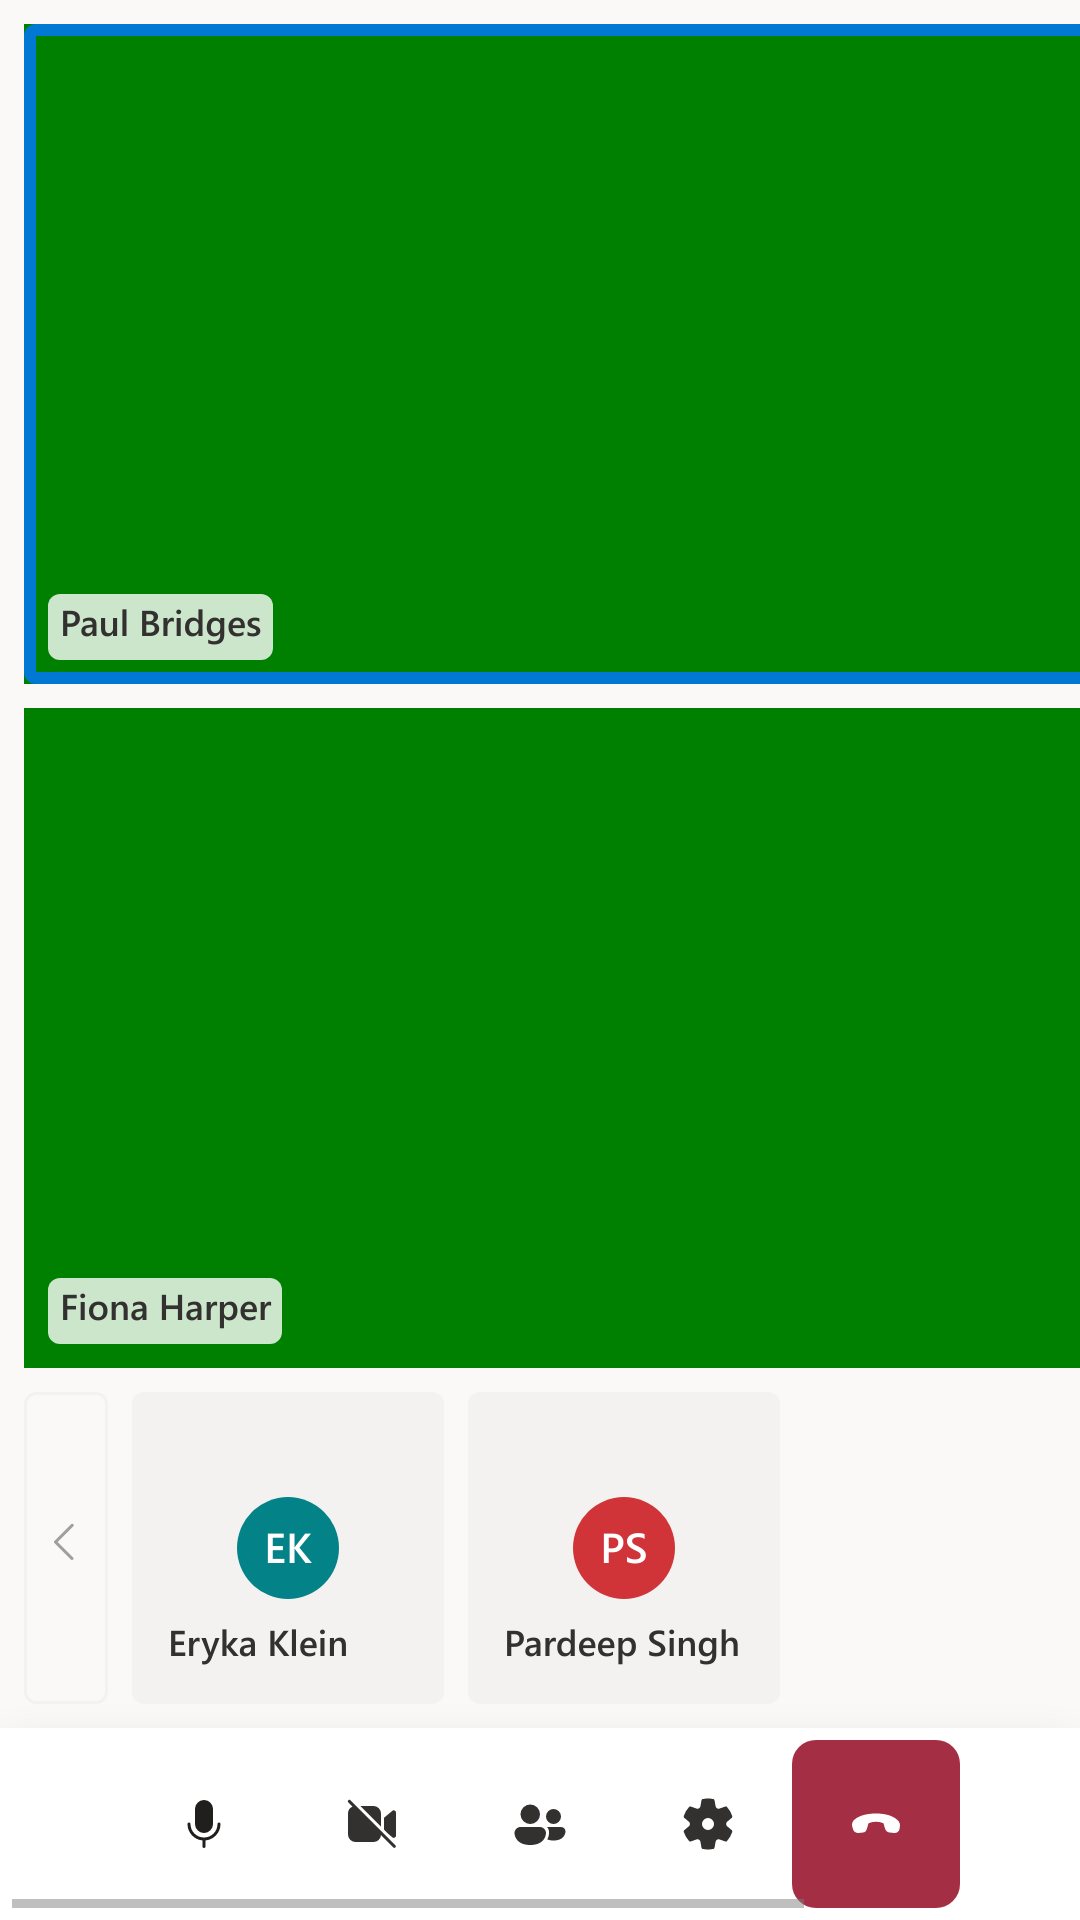 Paul Bridges
Fiona Harper
EK
Eryka Klein
PS
Pardeep Singh